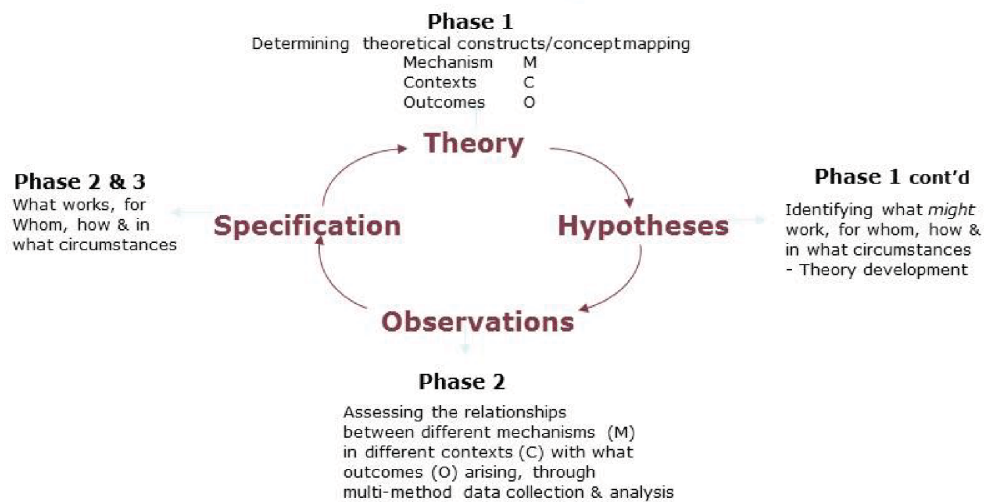 Phase 1
Determining theoretical constructs/conceptmapping
Mechanism M
Contexts C
Outcomes O
Theory
Phase 2 & 3
What works, for
Whom, how & in
what circumstances
Specification
Hypotheses
Phase 1 cont'd
Identifying what might
work, for whom, how &
in what circumstances
- Theory development
Observations
Phase 2
Assessing the relationships
between different mechanisms (M)
in different contexts (C) with what
outcomes (O) arising, through
multi-method data collection & analysis